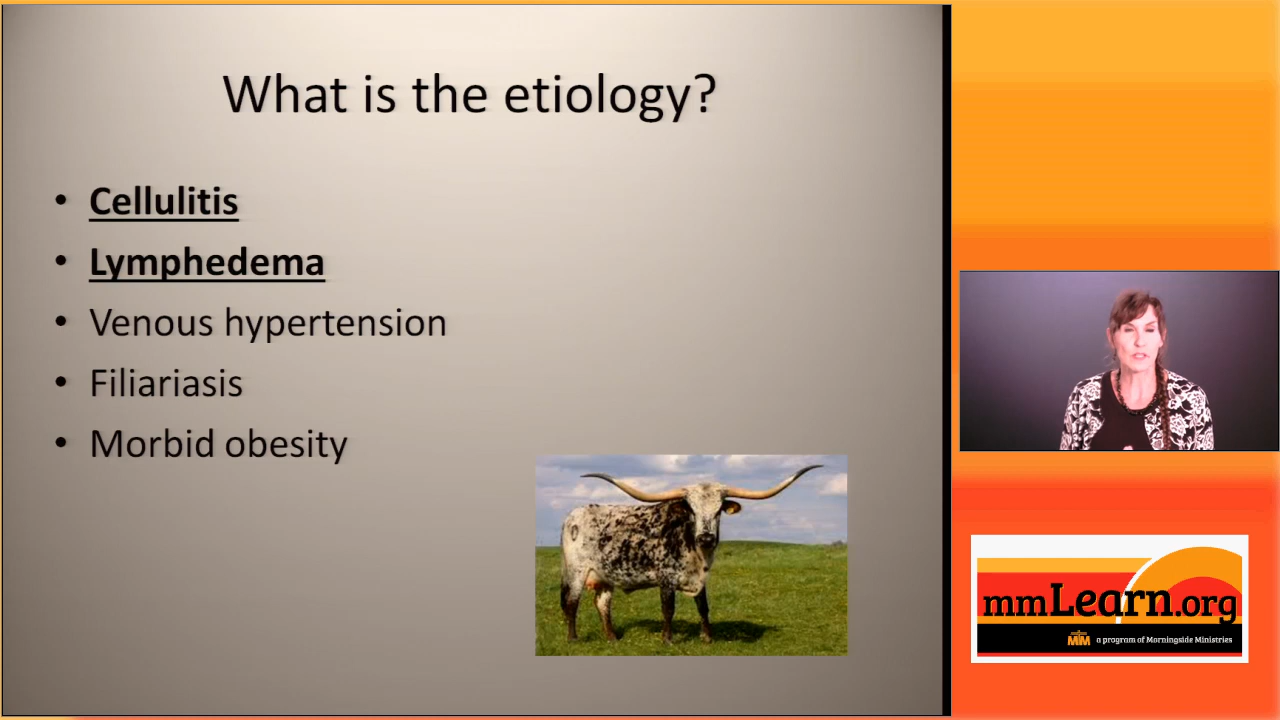 What is the etiology?
• Cellulitis
• Lymphedema
• Venous hypertension
• Filiariasis
• Morbid obesity
mmLearn.org
MM a program of Morningside Ministries